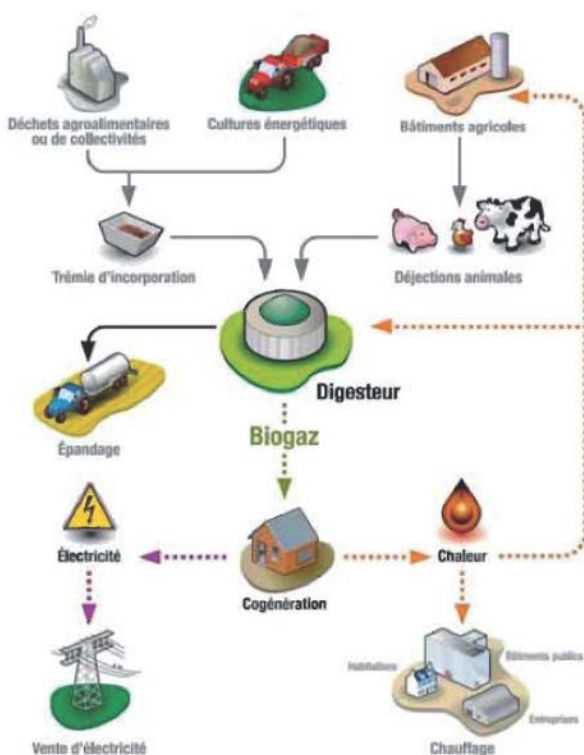 Déchets agroalimentaires
ou de collectivités
Cultures énergétiques
Bâtiments agricoles
Trémie d'incorporation
Déjections animales
Digesteur
Épandage
Biogaz
Électricité
Cogénération
Chaleur
Habitations
Bâtiments publics
Entreprises
Vente d'électricité
Chauffage